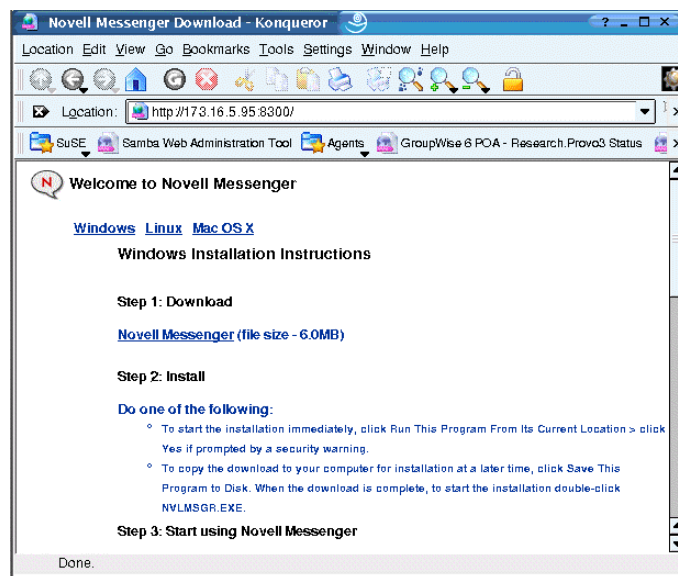 Novell Messenger Download - Konqueror
Location Edit View Go Bookmarks Tools Settings Window Help
Location: http://173.16.5.95:8300/
SuSE Samba Web Administration Tool Agents GroupWise 6 POA - Research.Provo3 Status
N Welcome to Novell Messenger
Windows Linux Mac OS X
Windows Installation Instructions
Step 1: Download
Novell Messenger (file size - 6.0MB)
Step 2: Install
Do one of the following:
° To start the installation immediately, click Run This Program From Its Current Location > click
Yes if prompted by a security warning.
° To copy the download to your computer for installation at a later time, click Save This
Program to Disk. When the download is complete, to start the installation double-click
NVLMSGR.EXE.
Step 3: Start using Novell Messenger
Done.